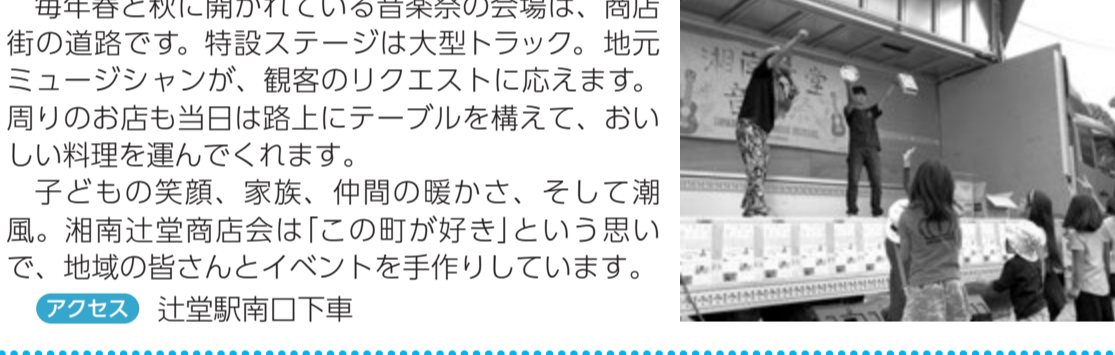 毎年春と秋に開かれている音楽祭の会場は、商店
街の道路です。特設ステージは大型トラック。地元
ミュージシャンが、観客のリクエストに応えます。
周りのお店も当日は路上にテーブルを構えて、おい
しい料理を運んでくれます。
子どもの笑顔、家族、仲間の暖かさ、そして潮
風。湘南辻堂商店会は「この町が好き」という思い
で、地域の皆さんとイベントを手作りしています。
アクセス 辻堂駅南口下車
湘南
堂
音